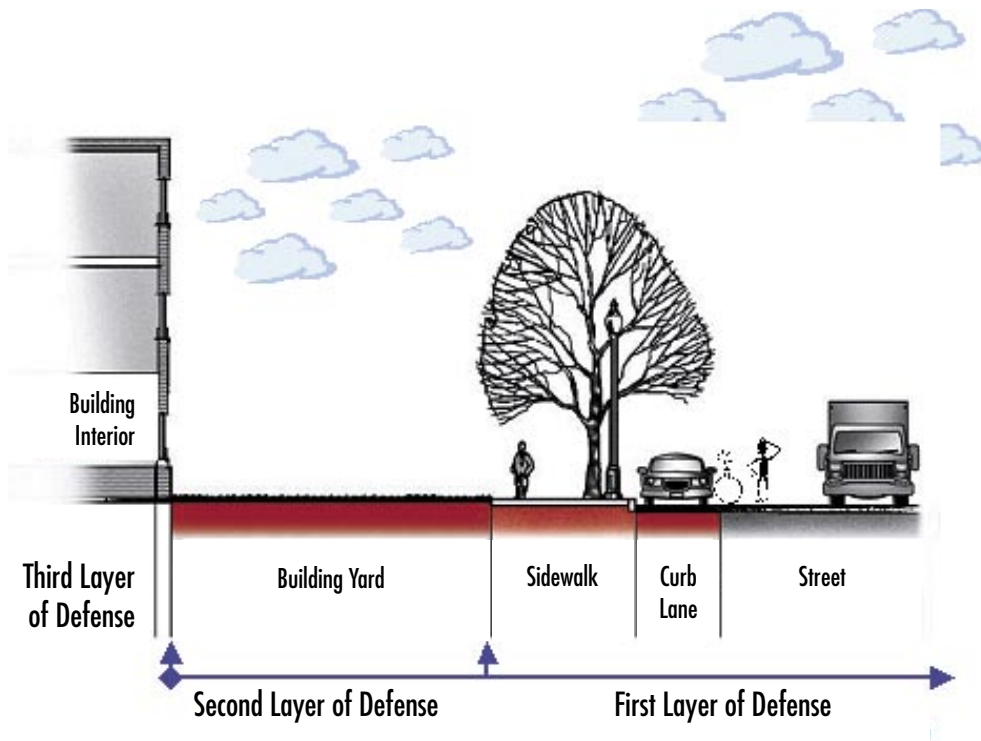 Building
Interior
Third Layer
of Defense
Building Yard
Sidewalk
Curb
Lane
Street
Second Layer of Defense
First Layer of Defense